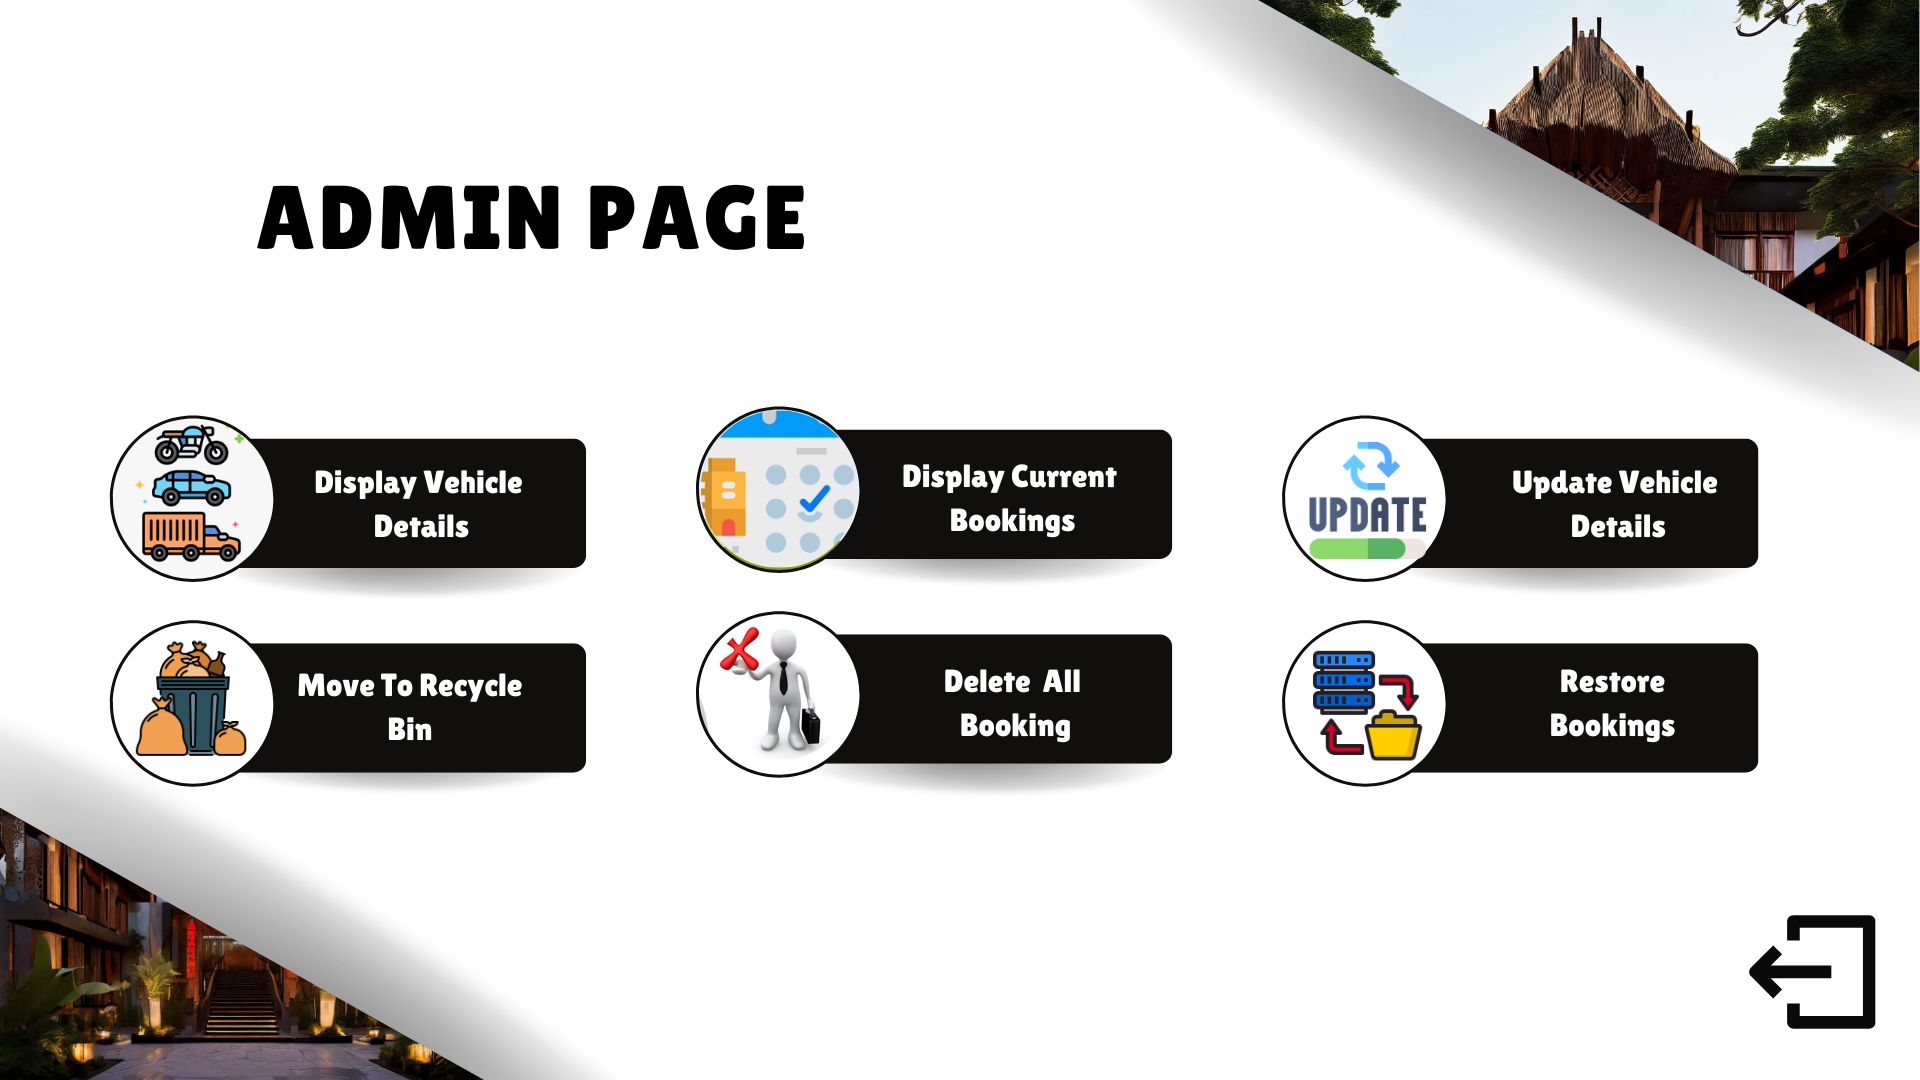 ADMIN PAGE
Display Vehicle
Details
Display Current
Bookings
UPDATE
Update Vehicle
Details
Move To Recycle
Bin
Delete All
Booking
Restore
Bookings